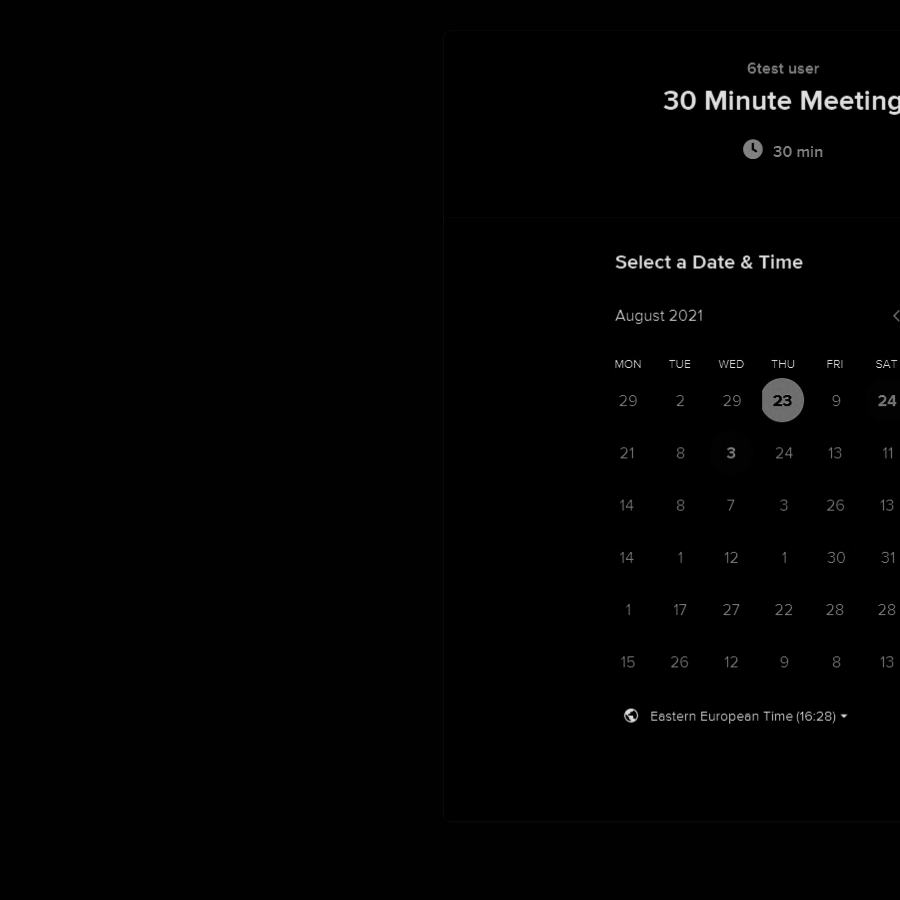 6test user
30 Minute Meeting
30 min
Select a Date & Time
August 2021
MON TUE WED THU FRI SAT
29 2 29 23 9 24
21 8 3 24 13 11
14 8 7 3 26 13
14 1 12 1 30 31
1 17 27 22 28 28
15 26 12 9 8 13
Eastern European Time (16:28)